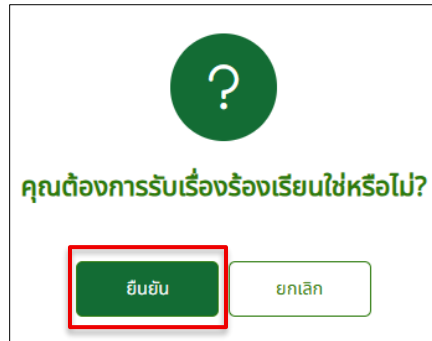 ?
คุณต้องการรับเรื่องร้องเรียนใช่หรือไม่?
ยืนยัน
ยกเลิก